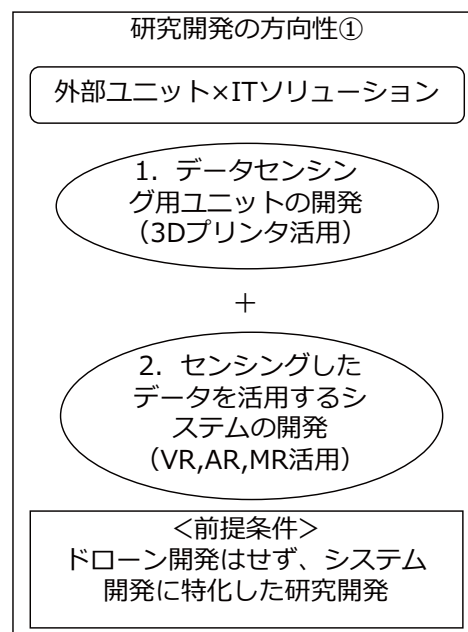 研究開発の方向性①
外部ユニット×ITソリューション
1．データセンシン
グ用ユニットの開発
（3Dプリンタ活用）
＋
2．センシングした
データを活用するシ
ステムの開発
（VR,AR,MR活用）
＜前提条件＞
ドローン開発はせず、システム
開発に特化した研究開発